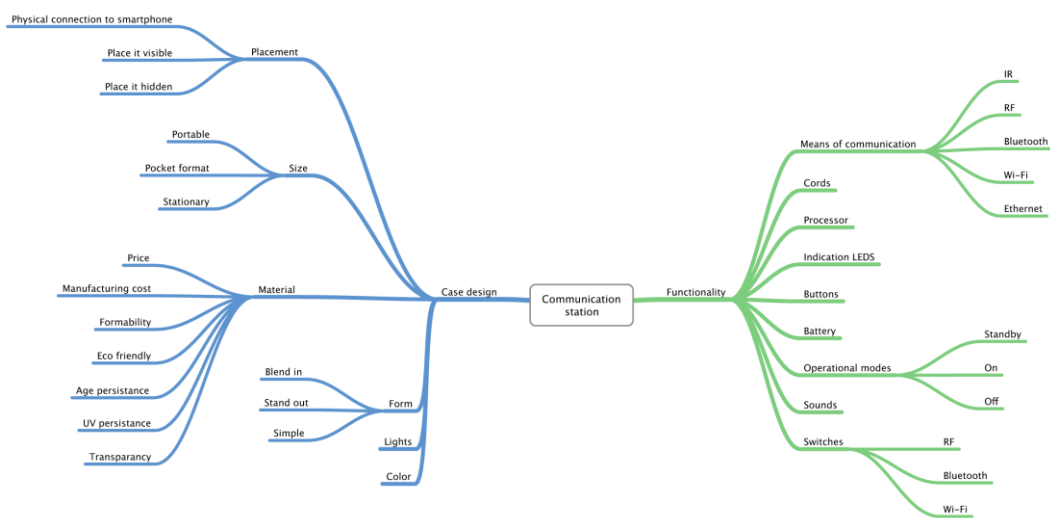 Physical connection to smartphone
Place it visible
Place it hidden
Placement
Portable
Pocket format
Stationary
Size
Price
Manufacturing cost
Formability
Eco friendly
Age persistance
UV persistance
Transparancy
Material
Blend in
Stand out
Simple
Form
Lights
Color
Case design
Communication
station
Functionality
Means of communication
IR
RF
Bluetooth
Wi-Fi
Ethernet
Cords
Processor
Indication LEDS
Buttons
Battery
Operational modes
Standby
On
Off
Sounds
Switches
RF
Bluetooth
Wi-Fi